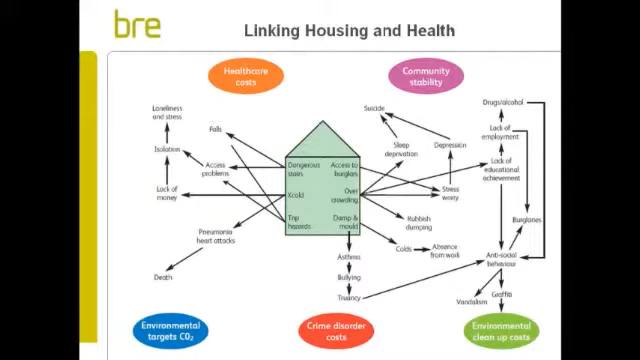 bre
Linking Housing and Health
Healthcare
costs
Community
stability
Loneliness
and stress
Falls
Isolation
Access
problems
Lack of
money
Pneumonia
heart attacks
Death
Dangerous
stairs
Xcold
Trip
hazards
Access to
burglars
Over
crowding
Damp &
mould
Asthma
Bullying
Truancy
Suicide
Sleep
deprivation
Depression
Stress
worry
Rubbish
dumping
Colds
Absence
from work
Drugs/alcohol
Lack of
employment
Lack of
educational
achievement
Burglaries
Anti-social
behaviour
Vandalism
Graffiti
Environmental
targets CO2
Crime disorder
costs
Environmental
clean up costs